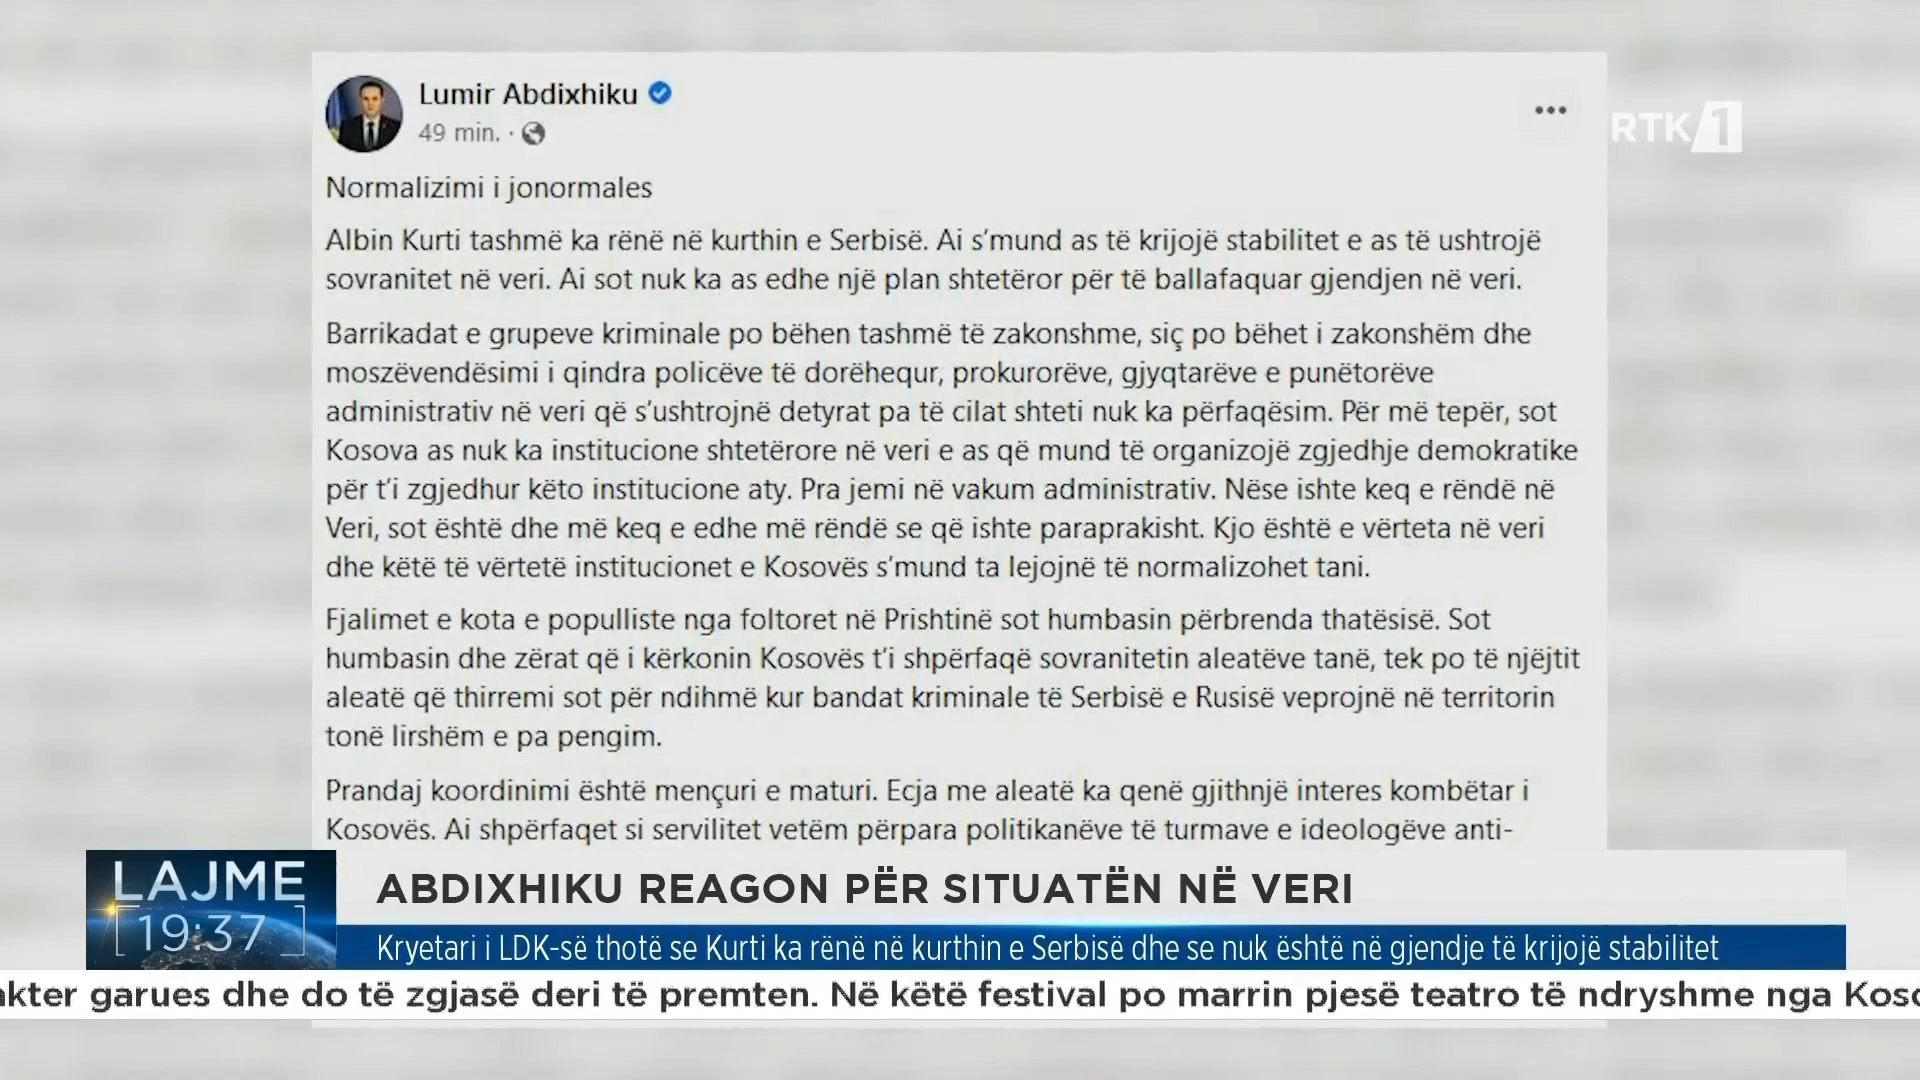 Lumir Abdixhiku
49 min. ·
RTK 1
Normalizimi i jonormales
Albin Kurti tashmë ka rënë në kurthin e Serbisë. Ai s'mund as të krijojë stabilitet e as të ushtrojë
sovranitet në veri. Ai sot nuk ka as edhe një plan shtetëror për të ballafaquar gjendjen në veri.
Barrikadat e grupeve kriminale po bëhen tashmë të zakonshme, siç po bëhet i zakonshëm dhe
moszëvendësimi i qindra policëve të dorëhequr, prokurorëve, gjyqtarëve e punëtorëve
administrativ në veri që s'ushtrojnë detyrat pa të cilat shteti nuk ka përfaqësim. Për më tepër, sot
Kosova as nuk ka institucione shtetërore në veri e as që mund të organizojë zgjedhje demokratike
për t'i zgjedhur këto institucione aty. Pra jemi në vakum administrativ. Nëse ishte keq e rëndë në
Veri, sot është dhe më keq e edhe më rëndë se që ishte paraprakisht. Kjo është e vërteta në veri
dhe këtë të vërtetë institucionet e Kosovës s'mund ta lejojnë të normalizohet tani.
Fjalimet e kota e populliste nga foltoret në Prishtinë sot humbasin përbrenda thatësisë. Sot
humbasin dhe zërat që i kërkonin Kosovës t'i shpërfaqë sovranitetin aleatëve tanë, tek po të njëjtit
aleatë që thirremi sot për ndihmë kur bandat kriminale të Serbisë e Rusisë veprojnë në territorin
tonë lirshëm e pa pengim.
Prandaj koordinimi është mençuri e maturi. Ecja me aleatë ka qenë gjithnjë interes kombëtar i
Kosovës. Ai shpërfaqet si servilitet vetëm përpara politikanëve të turmave e ideologëve anti-
LAJME
19:37
ABDIXHIKU REAGON PËR SITUATËN NË VERI
Kryetari i LDK-së thotë se Kurti ka rënë në kurthin e Serbisë dhe se nuk është në gjendje të krijojë stabilitet
akter garues dhe do të zgjasë deri të premten. Në këtë festival po marrin pjesë teatro të ndryshme nga Koso